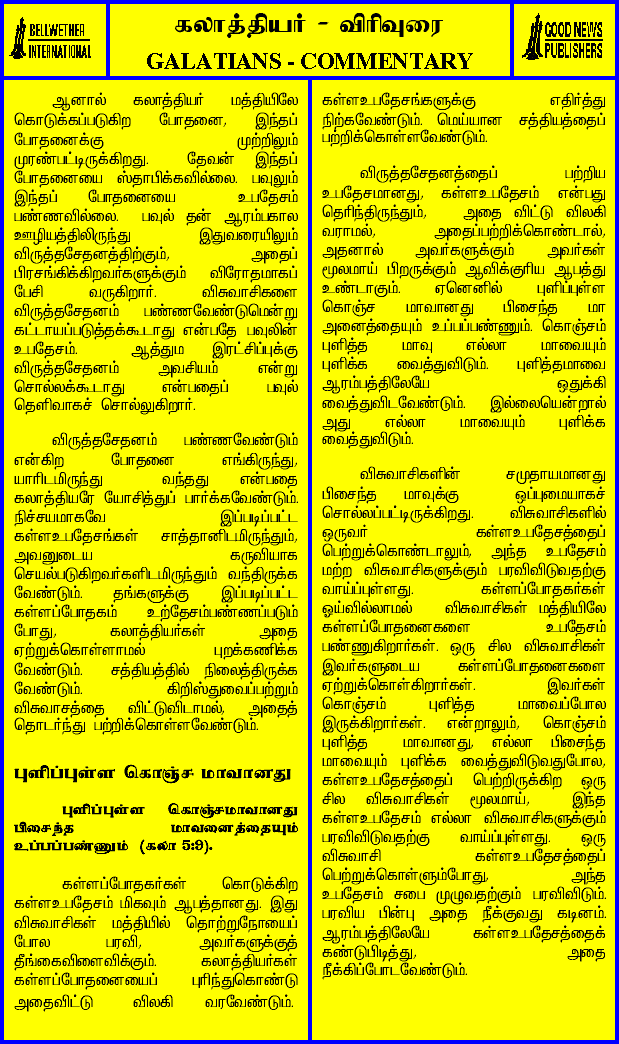 BELLWETHER
INTERNATIONAL
கலாத்தியர் - விரிவுரை
GALATIANS - COMMENTARY
GOOD NEWS
PUBLISHERS
ஆனால் கலாத்தியர் மத்தியிலே
கொடுக்கப்படுகிற போதனை, இந்தப்
போதனைக்கு முற்றிலும்
முரண்பட்டிருக்கிறது. தேவன் இந்தப்
போதனையை ஸ்தாபிக்கவில்லை. பவுலும்
இந்தப் போதனையை உபதேசம்
பண்ணவில்லை. பவுல் தன் ஆரம்பகால
ஊழியத்திலிருந்து இதுவரையிலும்
விருத்தசேதனத்திற்கும், அதைப்
பிரசங்கிக்கிறவர்களுக்கும் விரோதமாகப்
பேசி வருகிறார். விசுவாசிகளை
விருத்தசேதனம் பண்ணவேண்டுமென்று
கட்டாயப்படுத்தக்கூடாது என்பதே பவுலின்
உபதேசம். ஆத்தும இரட்சிப்புக்கு
விருத்தசேதனம் அவசியம் என்று
சொல்லக்கூடாது என்பதைப் பவுல்
தெளிவாகச் சொல்லுகிறார்.
விருத்தசேதனம் பண்ணவேண்டும்
என்கிற போதனை எங்கிருந்து,
யாரிடமிருந்து வந்தது என்பதை
கலாத்தியரே யோசித்துப் பார்க்கவேண்டும்.
நிச்சயமாகவே இப்படிப்பட்ட
கள்ளஉபதேசங்கள் சாத்தானிடமிருந்தும்,
அவனுடைய கருவியாக
செயல்படுகிறவர்களிடமிருந்தும் வந்திருக்க
வேண்டும். தங்களுக்கு இப்படிப்பட்ட
கள்ளப்போதகம் உற்தேசம்பண்ணப்படும்
போது, கலாத்தியர்கள் அதை
ஏற்றுக்கொள்ளாமல் புறக்கணிக்க
வேண்டும். சத்தியத்தில் நிலைத்திருக்க
வேண்டும். கிறிஸ்துவைப்பற்றும்
விசுவாசத்தை விட்டுவிடாமல், அதைத்
தொடர்ந்து பற்றிக்கொள்ளவேண்டும்.
புளிப்புள்ள கொஞ்ச மாவானது
புளிப்புள்ள கொஞ்சமாவானது
பிசைந்த மாவனைத்தையும்
உப்பப்பண்ணும் (கலா 5:9).
கள்ளப்போதகர்கள் கொடுக்கிற
கள்ளஉபதேசம் மிகவும் ஆபத்தானது. இது
விசுவாசிகள் மத்தியில் தொற்றுநோயைப்
போல பரவி, அவர்களுக்குத்
தீங்கைவிளைவிக்கும். கலாத்தியர்கள்
கள்ளப்போதனையைப் புரிந்துகொண்டு
அதைவிட்டு விலகி வரவேண்டும்.
கள்ளஉபதேசங்களுக்கு எதிர்த்து
நிற்கவேண்டும். மெய்யான சத்தியத்தைப்
பற்றிக்கொள்ளவேண்டும்.
விருத்தசேதனத்தைப் பற்றிய
உபதேசமானது, கள்ளஉபதேசம் என்பது
தெரிந்திருந்தும், அதை விட்டு விலகி
வராமல், அதைப்பற்றிக்கொண்டால்,
அதனால் அவர்களுக்கும் அவர்கள்
மூலமாய் பிறருக்கும் ஆவிக்குரிய ஆபத்து
உண்டாகும். ஏனெனில் புளிப்புள்ள
கொஞ்ச மாவானது பிசைந்த மா
அனைத்தையும் உப்பப்பண்ணும். கொஞ்சம்
புளித்த மாவு எல்லா மாவையும்
புளிக்க வைத்துவிடும். புளித்தமாவை
ஆரம்பத்திலேயே ஒதுக்கி
வைத்துவிடவேண்டும். இல்லையென்றால்
அது எல்லா மாவையும் புளிக்க
வைத்துவிடும்.
விசுவாசிகளின் சமுதாயமானது
பிசைந்த மாவுக்கு ஒப்புமையாகச்
சொல்லப்பட்டிருக்கிறது. விசுவாசிகளில்
ஒருவர் கள்ளஉபதேசத்தைப்
பெற்றுக்கொண்டாலும், அந்த உபதேசம்
மற்ற விசுவாசிகளுக்கும் பரவிவிடுவதற்கு
வாய்ப்புள்ளது. கள்ளப்போதகர்கள்
ஓய்வில்லாமல் விசுவாசிகள் மத்தியிலே
கள்ளப்போதனைகளை உபதேசம்
பண்ணுகிறார்கள். ஒரு சில விசுவாசிகள்
இவர்களுடைய கள்ளப்போதனைகளை
ஏற்றுக்கொள்கிறார்கள். இவர்கள்
கொஞ்சம் புளித்த மாவைப்போல
இருக்கிறார்கள். என்றாலும், கொஞ்சம்
புளித்த மாவானது, எல்லா பிசைந்த
மாவையும் புளிக்க வைத்துவிடுவதுபோல,
கள்ளஉபதேசத்தைப் பெற்றிருக்கிற ஒரு
சில விசுவாசிகள் மூலமாய், இந்த
கள்ளஉபதேசம் எல்லா விசுவாசிகளுக்கும்
பரவிவிடுவதற்கு வாய்ப்புள்ளது. ஒரு
விசுவாசி கள்ளஉபதேசத்தைப்
பெற்றுக்கொள்ளும்போது, அந்த
உபதேசம் சபை முழுவதற்கும் பரவிவிடும்.
பரவிய பின்பு அதை நீக்குவது கடினம்.
ஆரம்பத்திலேயே கள்ளஉபதேசத்தைக்
கண்டுபிடித்து, அதை
நீக்கிப்போடவேண்டும்.